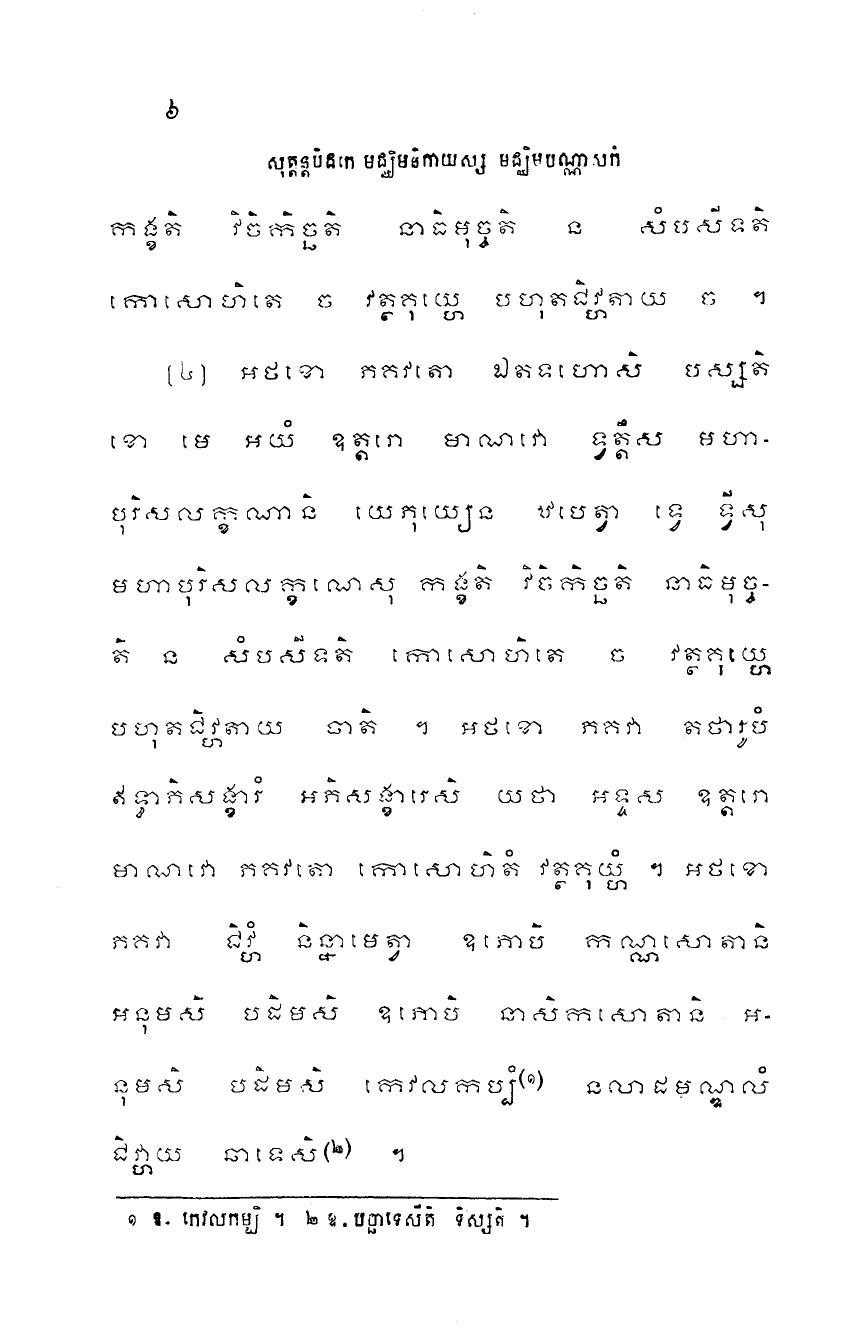 ៦
សុត្តន្តបិដកេ មជ្ឈិមនិកាយស្ស មជ្ឈិមបណ្ណាសកំ
កង្ខតិ វិចិកិច្ឆតិ នាធិមុច្ចតិ ន សំបសីទតិ
កោសោហិតេ ច វត្ថគុយ្ហេ បហុតជិវ្ហតាយ ច ។
[៤] អថខោ ភគវតោ ឯតទហោសិ បស្សតិ
ខោ មេ អយំ ឧត្តរោ មាណវោ ទ្វត្តឹស មហា-
បុរិសលក្ខណានិ យេភុយ្យេន ឋបេត្វា ទ្វេ ទ្វីសុ
មហាបុរិសលក្ខណេសុ កង្ខតិ វិចិកិច្ឆតិ នាធិមុច្ច-
តិ ន សំបសីទតិ កោសោហិតេ ច វត្ថគុយ្ហេ
បហុតជិវ្ហតាយ ចាតិ ។ អថខោ ភគវា តថារូបំ
ឥទ្ធាភិសង្ខារំ អភិសង្ខារេសិ យថា អទ្ទស ឧត្តរោ
មាណវោ ភគវតោ កោសោហិតំ វត្ថគុយ្ហំ ។ អថខោ
ភគវា ជិវ្ហំ និន្នាមេត្វា ឧភោបិ កណ្ណសោតានិ
អនុមសិ បដិមសិ ឧភោបិ នាសិកសោតានិ អ-
នុមសិ បដិមសិ កេវលកប្បំ(១) នលាដមណ្ឌលំ
ជិវ្ហាយ ឆាទេសិ(២) ។
១ ឱ. កេវលកម្បិ ។ ២ ឱ. បញ្ឆាទេសីតិ ទិស្សតិ ។